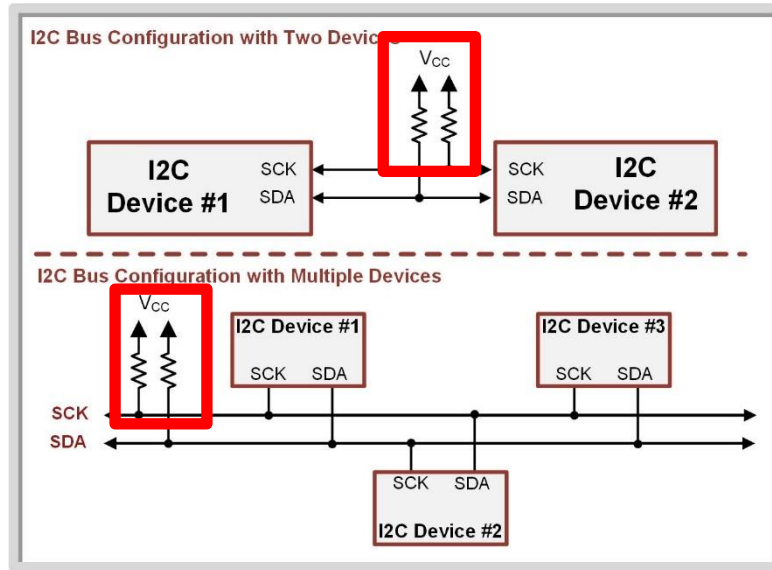 I2C Bus Configuration with Two Device
VCC
I2C
Device #1
SCK
SDA
SCK
SDA
I2C
Device #2
I2C Bus Configuration with Multiple Devices
VCC
I2C Device #1
SCK SDA
I2C Device #3
SCK SDA
SCK
SDA
SCK SDA
I2C Device #2